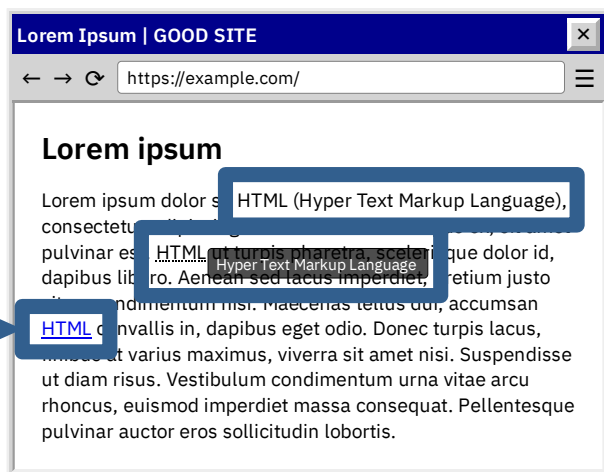 Lorem Ipsum | GOOD SITE
https://example.com/
Lorem ipsum
Lorem ipsum dolor s HTML (Hyper Text Markup Language),
pulvinar es HTML ut turpis pharetra, scelerisque dolor id,
Hyper Text Markup Language
dapibus libero. Aenean sed lacus imperdiet, pretium justo
condimentum nisi. Maecenas tellus dui, accumsan
HTML convallis in, dapibus eget odio. Donec turpis lacus,
finibus at varius maximus, viverra sit amet nisi. Suspendisse
ut diam risus. Vestibulum condimentum urna vitae arcu
rhoncus, euismod imperdiet massa consequat. Pellentesque
pulvinar auctor eros sollicitudin lobortis.